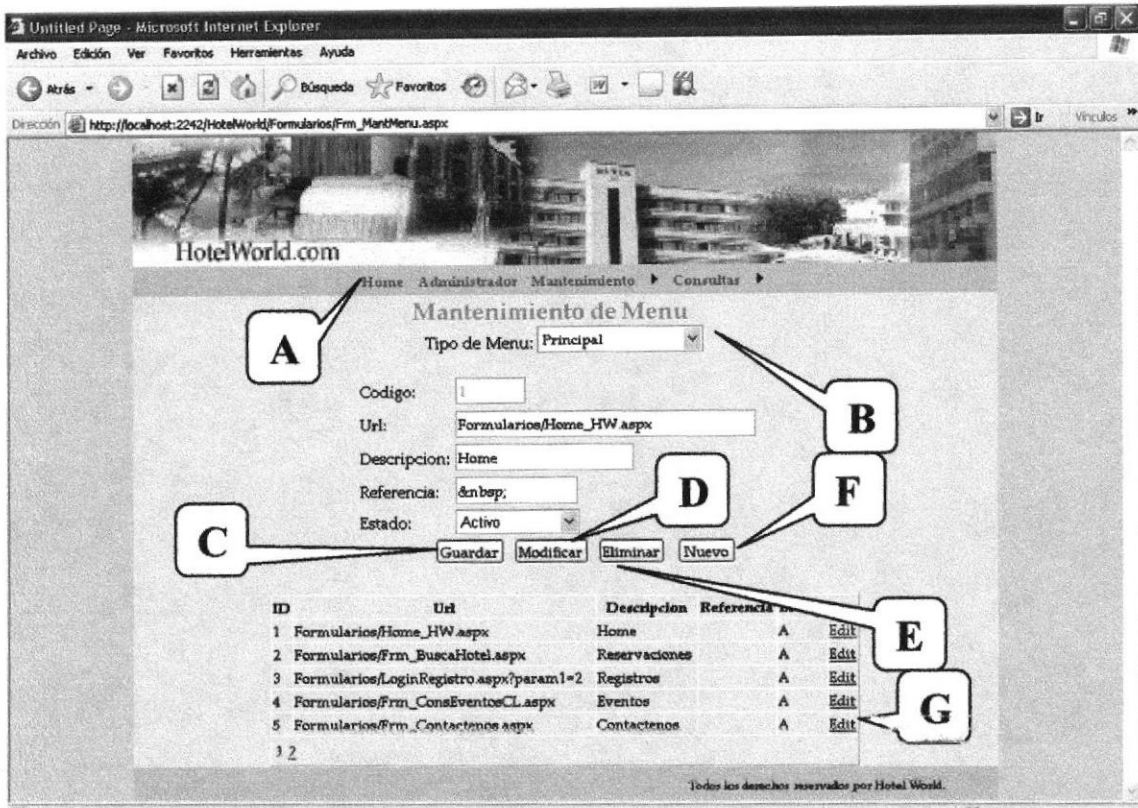 Untitled Page - Microsoft Internet Explorer
Archivo Edición Ver Favoritos Herramientas Ayuda
Atrás Búsqueda Favoritos
Dirección http://localhost:2242/HotelWorld/Formularios/Frm_MantMenu.aspx Ir Vínculos »
HotelWorld.com
Home Administrador Mantenimiento Consultas
Mantenimiento de Menu
A
Tipo de Menu: Principal
B
Codigo: 1
Url: Formularios/Home_HW.aspx
Descripcion: Home
D
F
Referencia: &nbsp;
Estado: Activo
C
Guardar Modificar Eliminar Nuevo
ID Url Descripcion Referencia
E
1 Formularios/Home_HW.aspx Home A Edit
2 Formularios/Frm_BuscaHotel.aspx Reservaciones A Edit
3 Formularios/LoginRegistro.aspx?param1=2 Registros A Edit
4 Formularios/Frm_ConsEventosCL.aspx Eventos A Edit
G
5 Formularios/Frm_Contactenos.aspx Contactenos A Edit
1 2
Todos los derechos reservados por Hotel World.